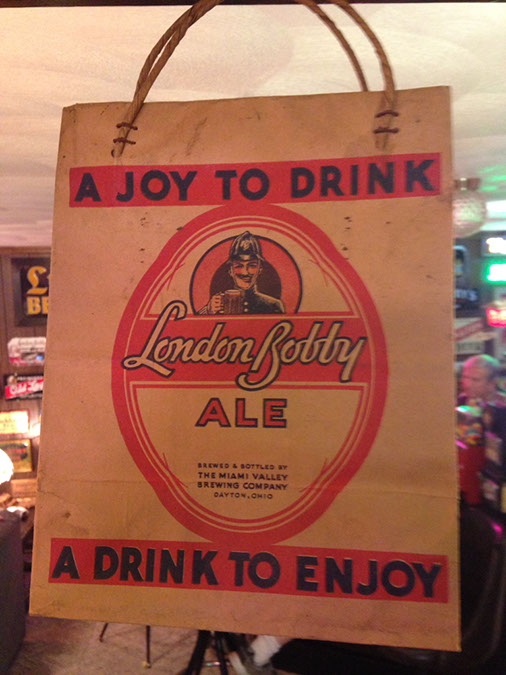 A JOY TO DRINK
London Bobby
ALE
BREWED & BOTTLED BY
THE MIAMI VALLEY
BREWING COMPANY
DAYTON, OHIO
A DRINK TO ENJOY